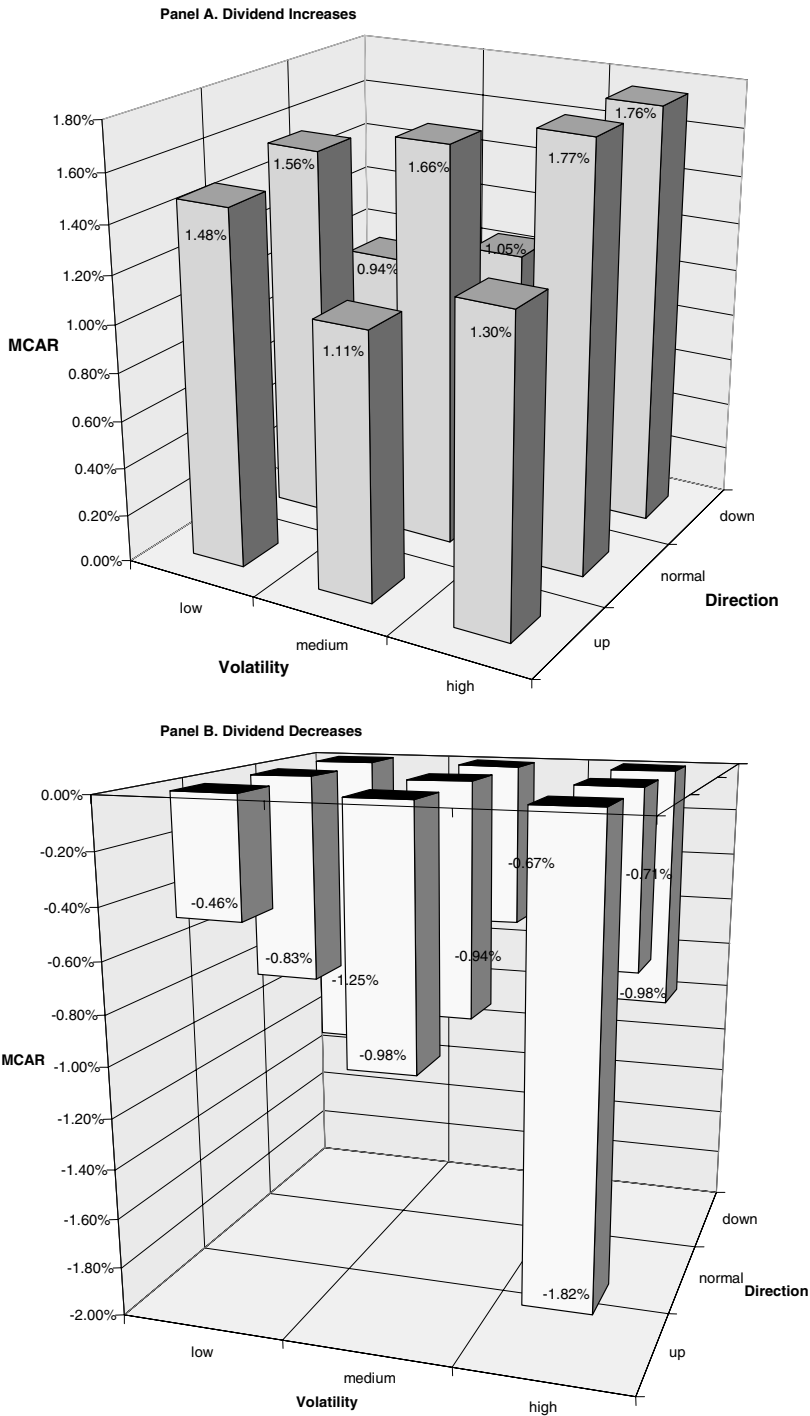 Panel A. Dividend Increases
1.80%
1.60%
1.40%
1.20%
1.00%
0.80%
0.60%
0.40%
0.20%
0.00%
MCAR
1.76%
1.77%
1.66%
1.56%
1.48%
1.05%
0.94%
1.30%
1.11%
low
medium
high
Volatility
down
normal
up
Direction
Panel B. Dividend Decreases
0.00%
-0.20%
-0.40%
-0.60%
-0.80%
-1.00%
-1.20%
-1.40%
-1.60%
-1.80%
-2.00%
MCAR
-0.67%
-0.71%
-0.46%
-0.83%
-0.94%
-1.25%
-0.98%
-0.98%
-1.82%
low
medium
high
Volatility
down
normal
up
Direction